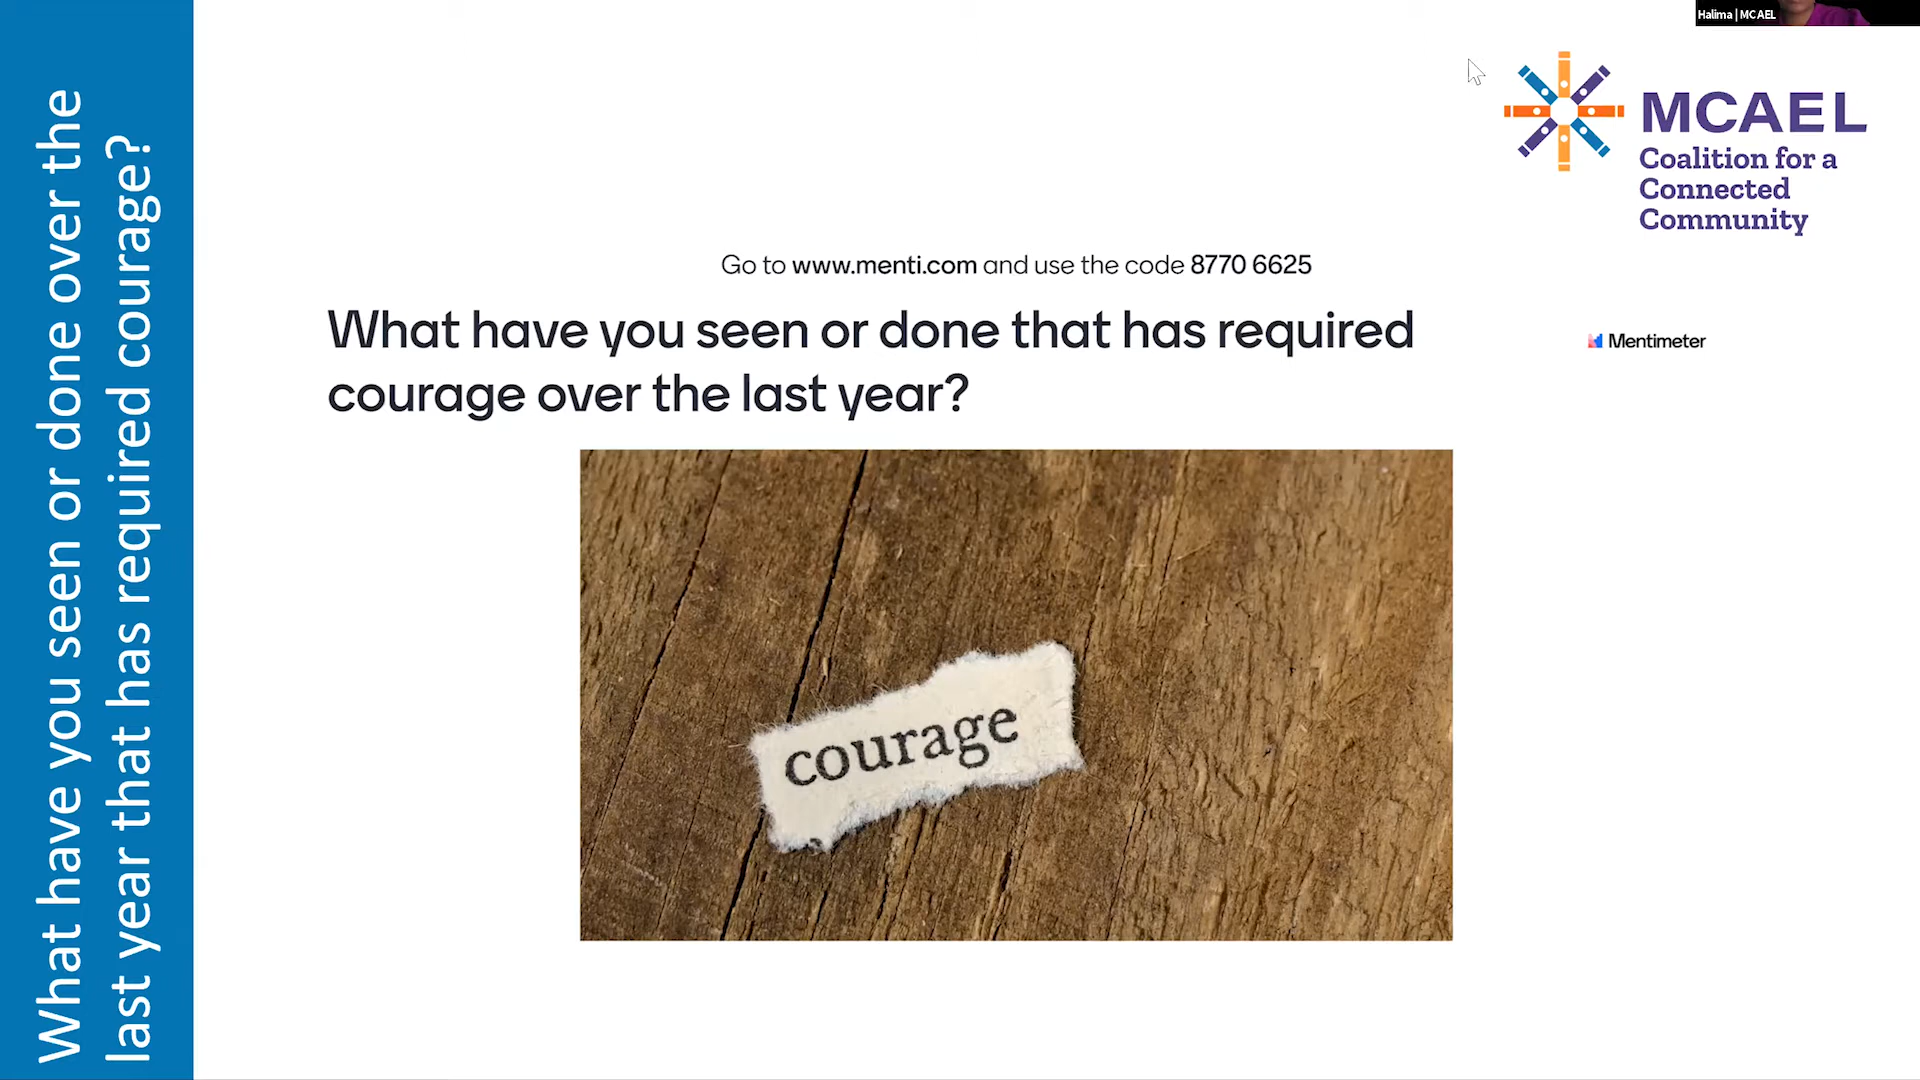 What have you seen or done over the
last year that has required courage?
Halima | MCAEL
MCAEL
Coalition for a
Connected
Community
Go to www.menti.com and use the code 8770 6625
What have you seen or done that has required
courage over the last year?
Mentimeter
courage